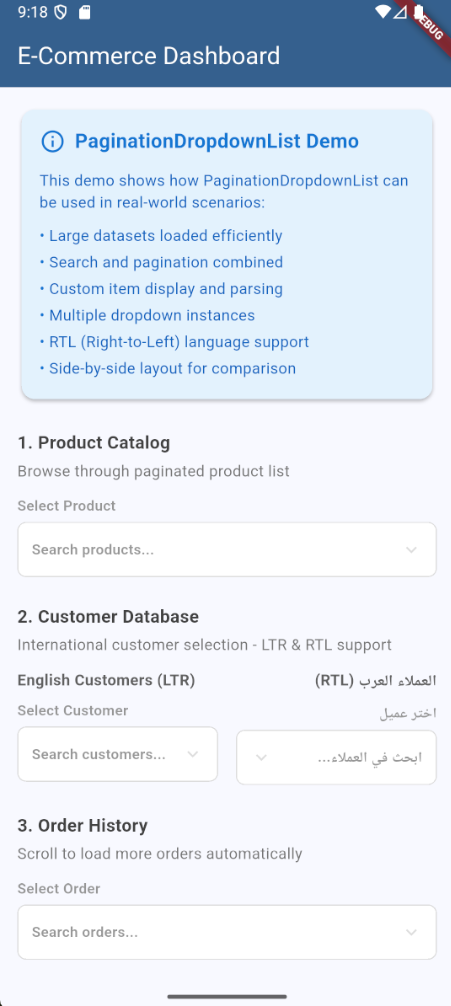 9:18
DEBUG
E-Commerce Dashboard
PaginationDropdownList Demo
This demo shows how PaginationDropdownList can
be used in real-world scenarios:
• Large datasets loaded efficiently
• Search and pagination combined
• Custom item display and parsing
• Multiple dropdown instances
• RTL (Right-to-Left) language support
• Side-by-side layout for comparison
1. Product Catalog
Browse through paginated product list
Select Product
Search products...
2. Customer Database
International customer selection - LTR & RTL support
English Customers (LTR)
Select Customer
Search customers...
العملاء العرب (RTL)
اختر عميل
ابحث في العملاء...
3. Order History
Scroll to load more orders automatically
Select Order
Search orders...